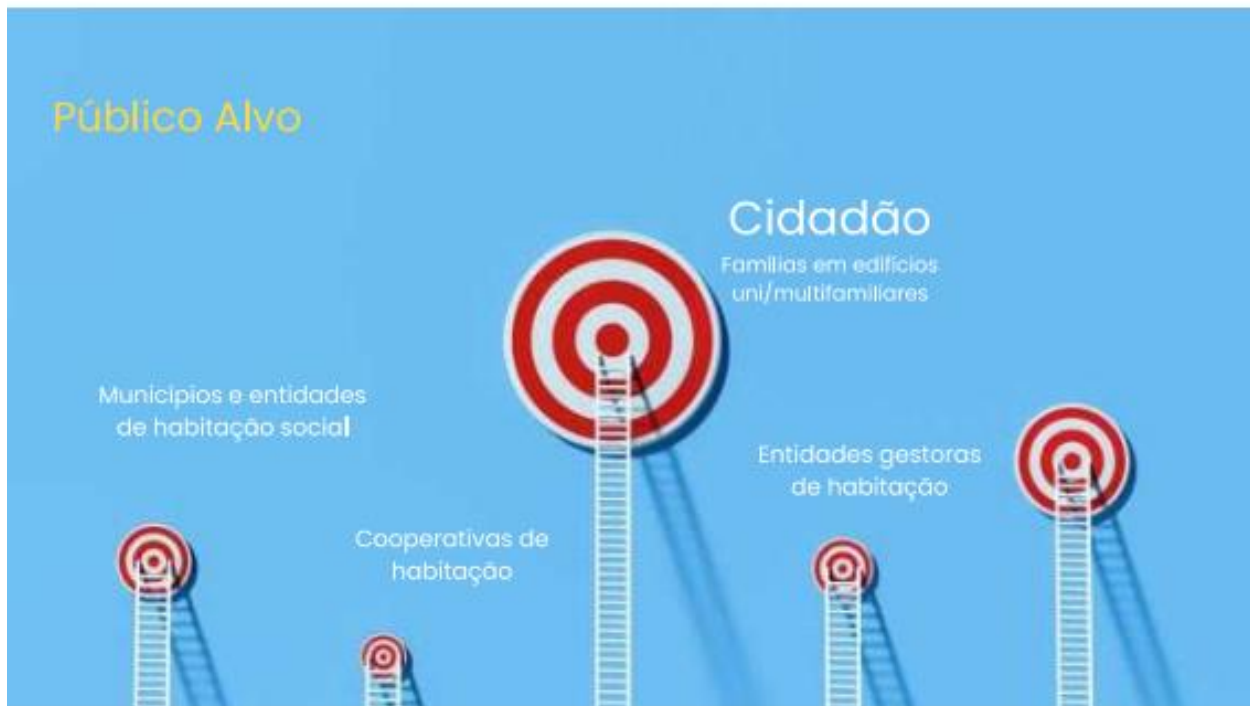 Público Alvo
Cidadão
Famílias em edifícios
uni/multifamiliares
Municípios e entidades
de habitação social
Entidades gestoras
de habitação
Cooperativas de
habitação